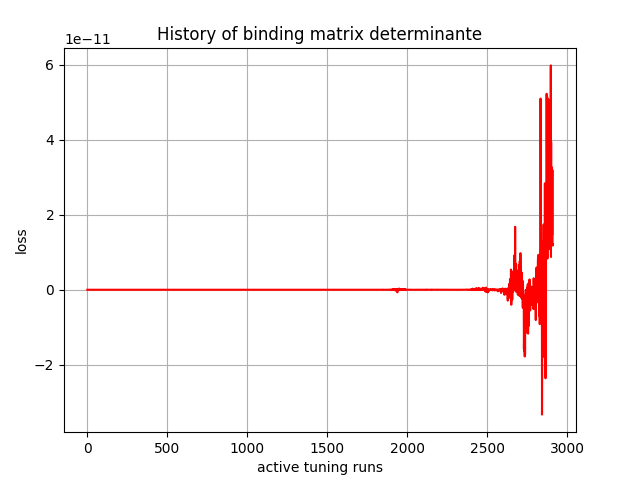 History of binding matrix determinante
1e−11
6
4
2
0
−2
loss
0 500 1000 1500 2000 2500 3000
active tuning runs